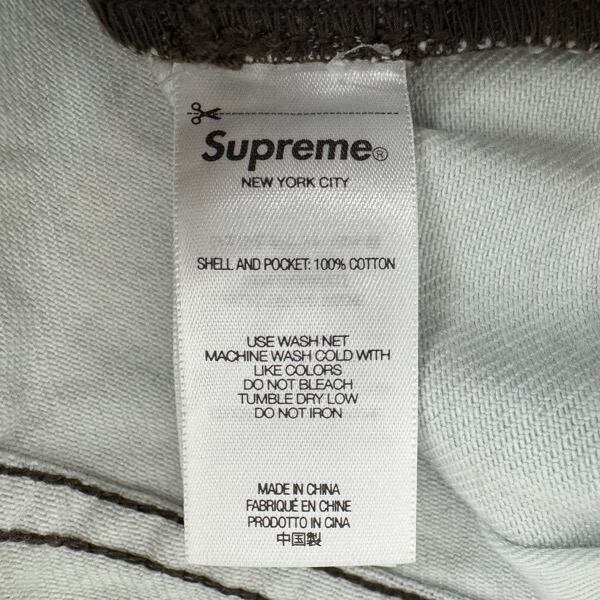 Supreme®
NEW YORK CITY
SHELL AND POCKET: 100% COTTON
USE WASH NET
MACHINE WASH COLD WITH
LIKE COLORS
DO NOT BLEACH
TUMBLE DRY LOW
DO NOT IRON
MADE IN CHINA
FABRIQUÉ EN CHINE
PRODOTTO IN CINA
中国製